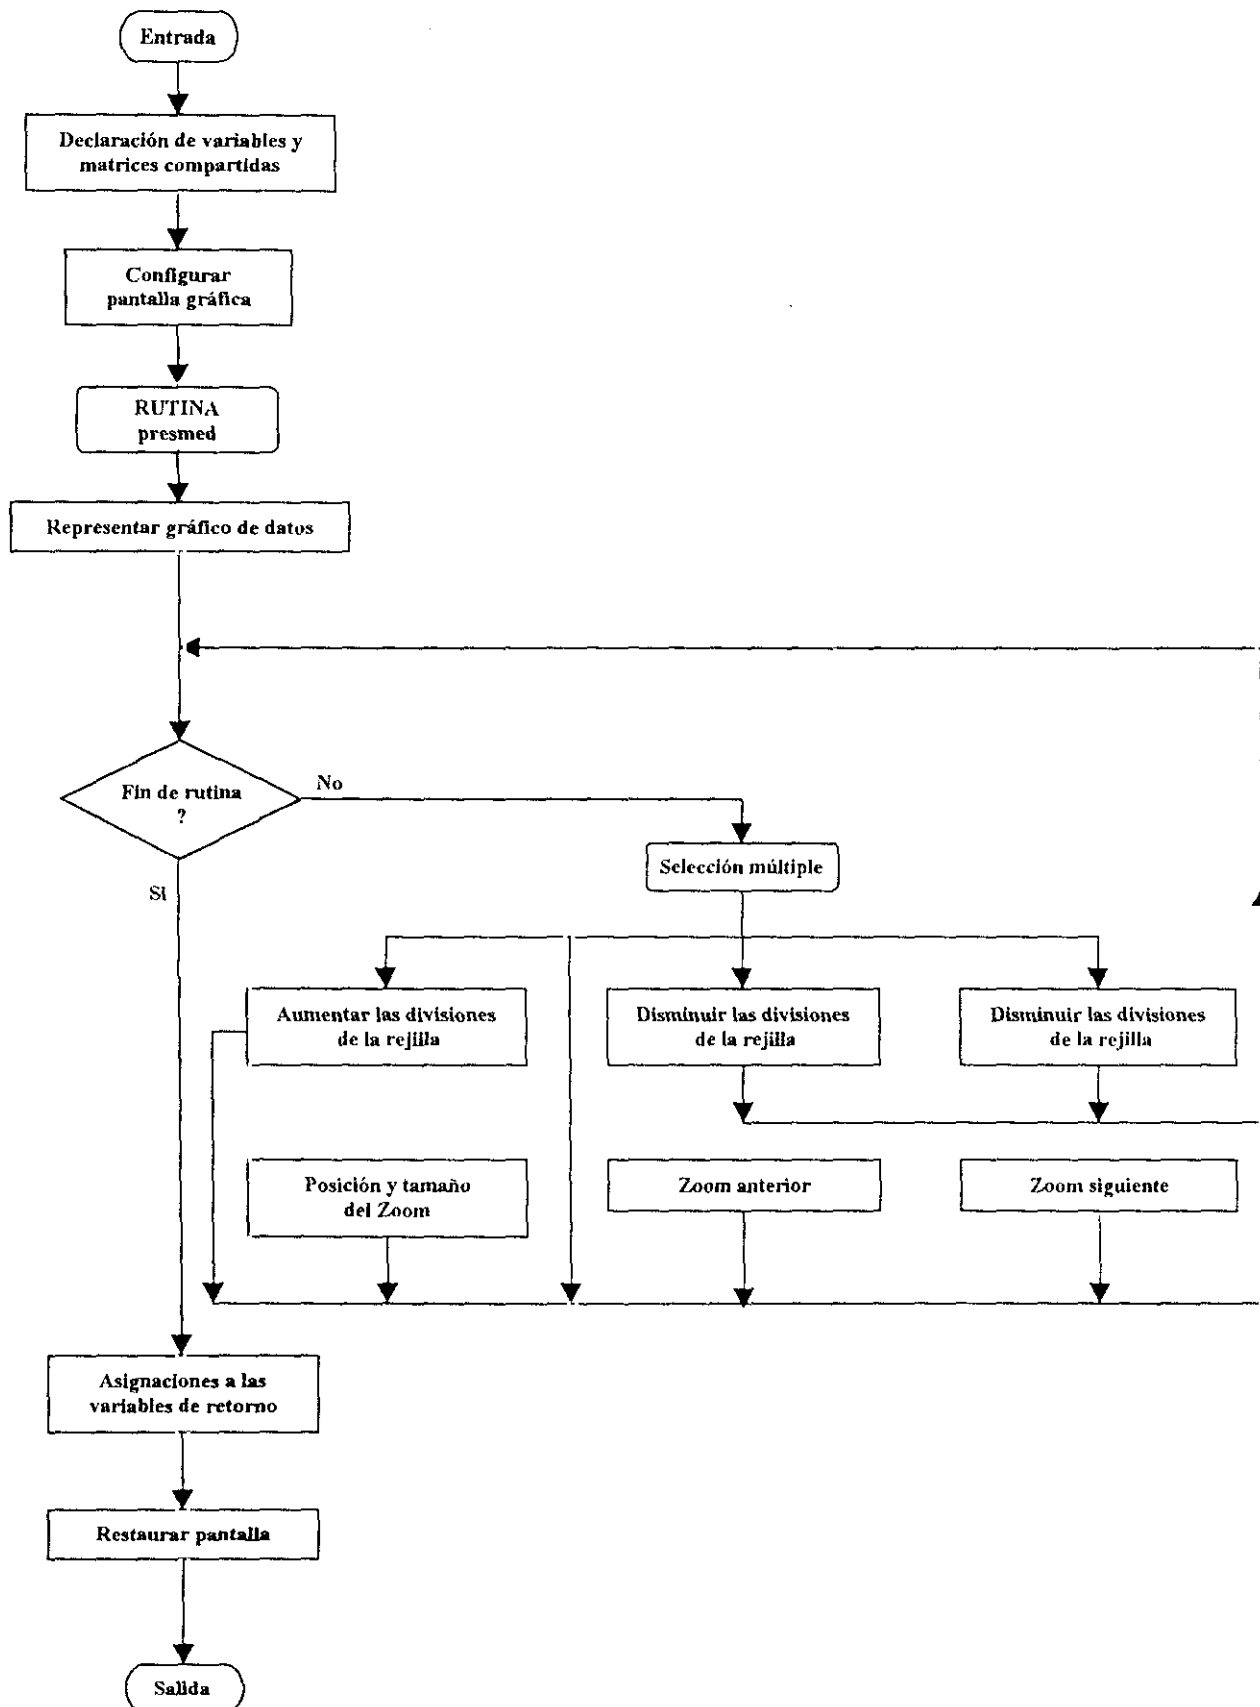 Entrada
Declaración de variables y
matrices compartidas
Configurar
pantalla gráfica
RUTINA
presmed
Representar gráfico de datos
Fin de rutina
?
No
Si
Selección múltiple
Aumentar las divisiones
de la rejilla
Disminuir las divisiones
de la rejilla
Disminuir las divisiones
de la rejilla
Posición y tamaño
del Zoom
Zoom anterior
Zoom siguiente
Asignaciones a las
variables de retorno
Restaurar pantalla
Salida